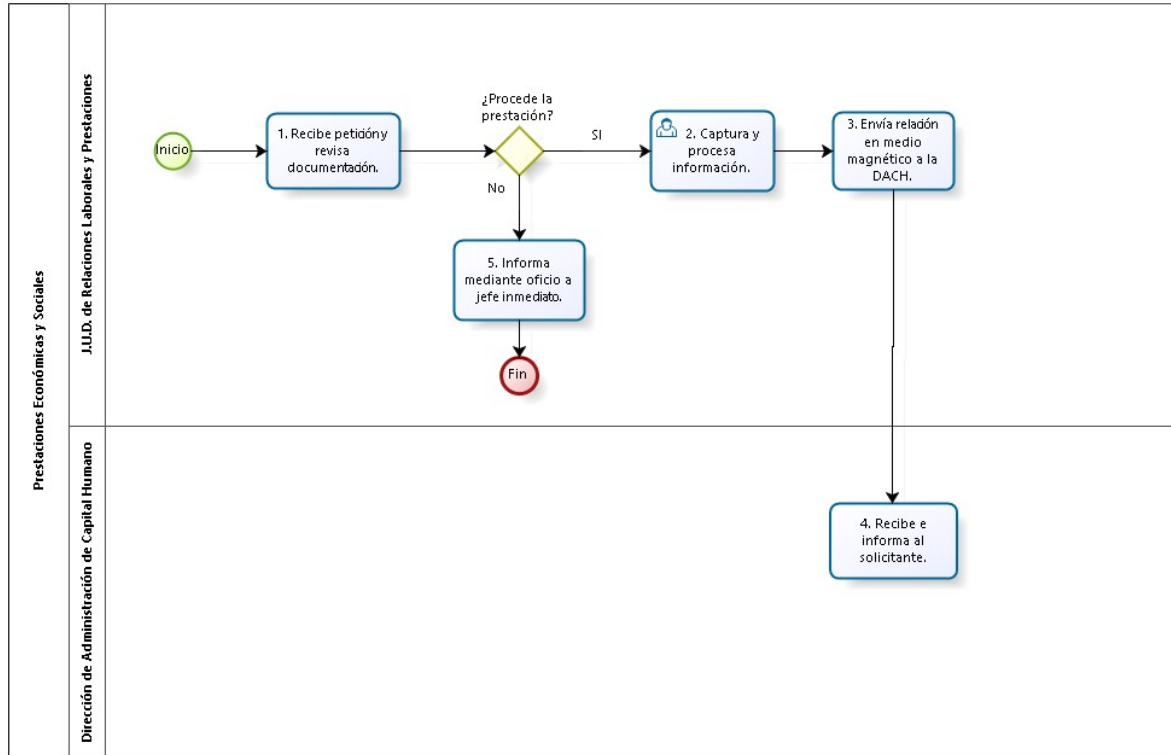 Prestaciones Económicas y Sociales
J.U.D. de Relaciones Laborales y Prestaciones
Inicio
1. Recibe petición y
revisa
documentación.
¿Procede la
prestación?
SI
No
2. Captura y
procesa
información.
3. Envía relación
en medio
magnético a la
DACH.
5. Informa
mediante oficio a
jefe inmediato.
Fin
Dirección de Administración de Capital Humano
4. Recibe e
informa al
solicitante.